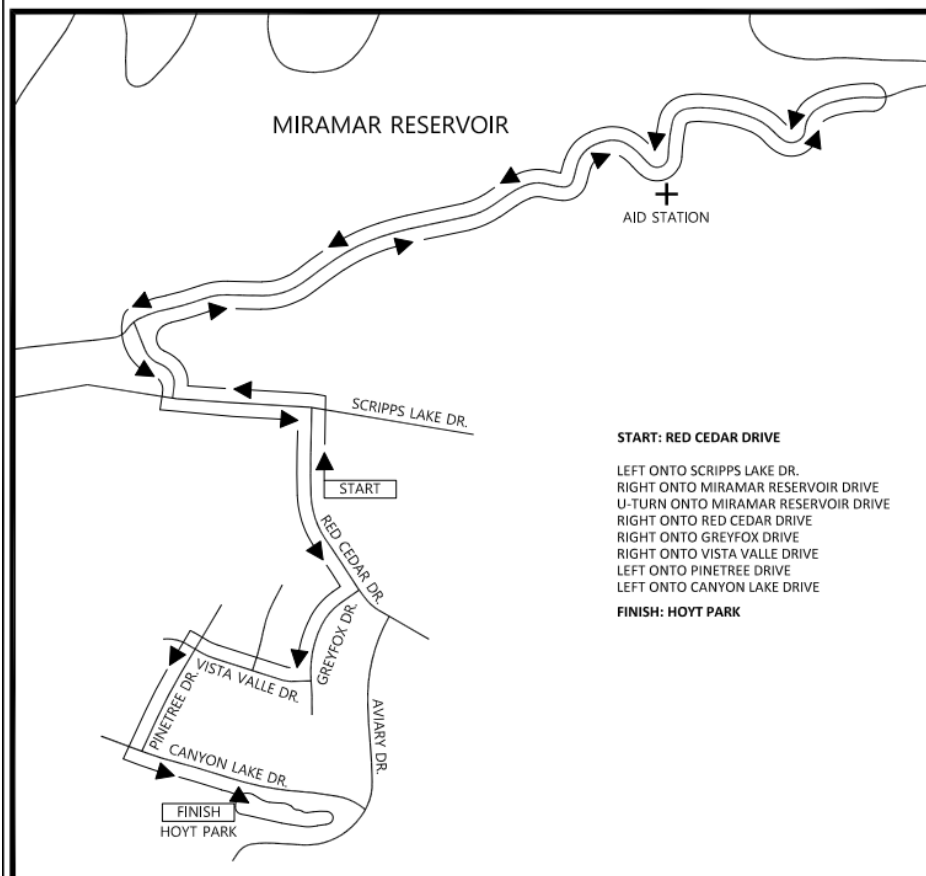 MIRAMAR RESERVOIR
AID STATION
SCRIPPS LAKE DR.
START
RED CEDAR DR.
GREYFOX DR.
VISTA VALLE DR.
PINETREE DR.
AVIARY DR.
CANYON LAKE DR.
FINISH
HOYT PARK
START: RED CEDAR DRIVE
LEFT ONTO SCRIPPS LAKE DR.
RIGHT ONTO MIRAMAR RESERVOIR DRIVE
U-TURN ONTO MIRAMAR RESERVOIR DRIVE
RIGHT ONTO RED CEDAR DRIVE
RIGHT ONTO GREYFOX DRIVE
RIGHT ONTO VISTA VALLE DRIVE
LEFT ONTO PINETREE DRIVE
LEFT ONTO CANYON LAKE DRIVE
FINISH: HOYT PARK